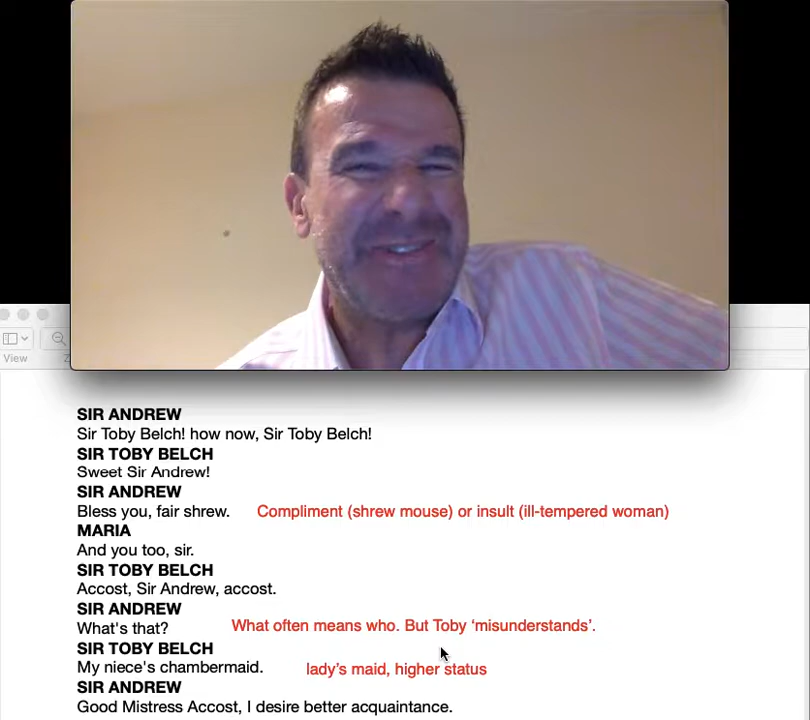 View
SIR ANDREW
Sir Toby Belch! how now, Sir Toby Belch!
SIR TOBY BELCH
Sweet Sir Andrew!
SIR ANDREW
Bless you, fair shrew. Compliment (shrew mouse) or insult (ill-tempered woman)
MARIA
And you too, sir.
SIR TOBY BELCH
Accost, Sir Andrew, accost.
SIR ANDREW
What's that? What often means who. But Toby ‘misunderstands’.
SIR TOBY BELCH
My niece's chambermaid. lady’s maid, higher status
SIR ANDREW
Good Mistress Accost, I desire better acquaintance.